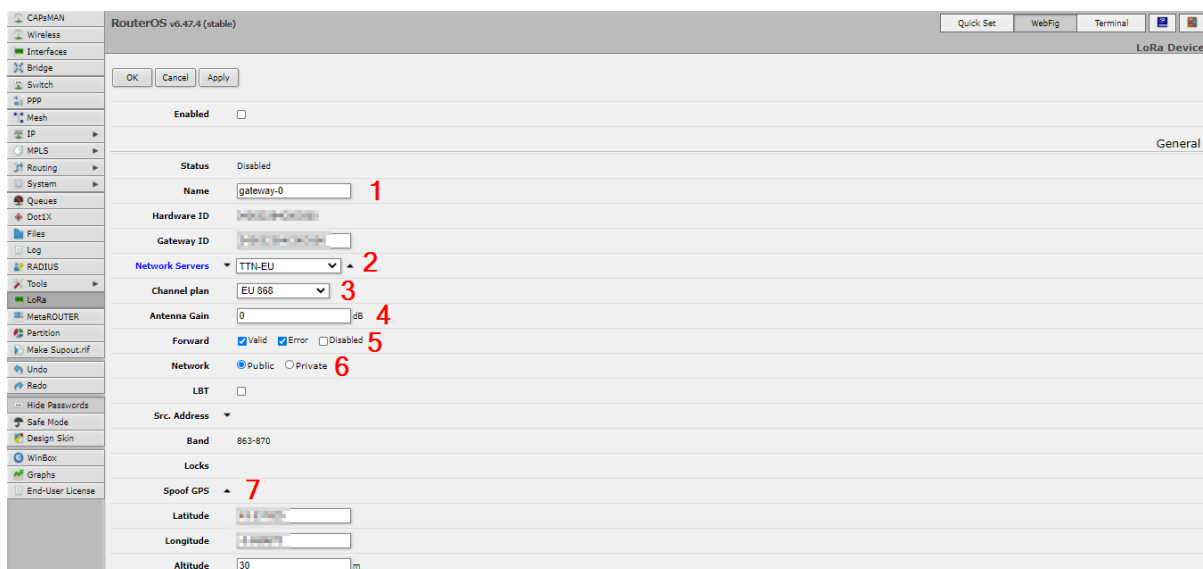 CAPsMAN
Wireless
Interfaces
Bridge
Switch
PPP
Mesh
IP
MPLS
Routing
System
Queues
Dot1X
Files
Log
RADIUS
Tools
LoRa
MetaROUTER
Partition
Make Supout.rif
Undo
Redo
Hide Passwords
Safe Mode
Design Skin
WinBox
Graphs
End-User License
RouterOS v6.47.4 (stable)
Quick Set WebFig Terminal
LoRa Device
OK Cancel Apply
Enabled
General
Status Disabled
Name gateway-0 1
Hardware ID
Gateway ID
Network Servers TTN-EU 2
Channel plan EU 868 3
Antenna Gain 0 dB 4
Forward Valid Error Disabled 5
Network Public Private 6
LBT
Src. Address
Band 863-870
Locks
Spoof GPS 7
Latitude
Longitude
Altitude 30 m